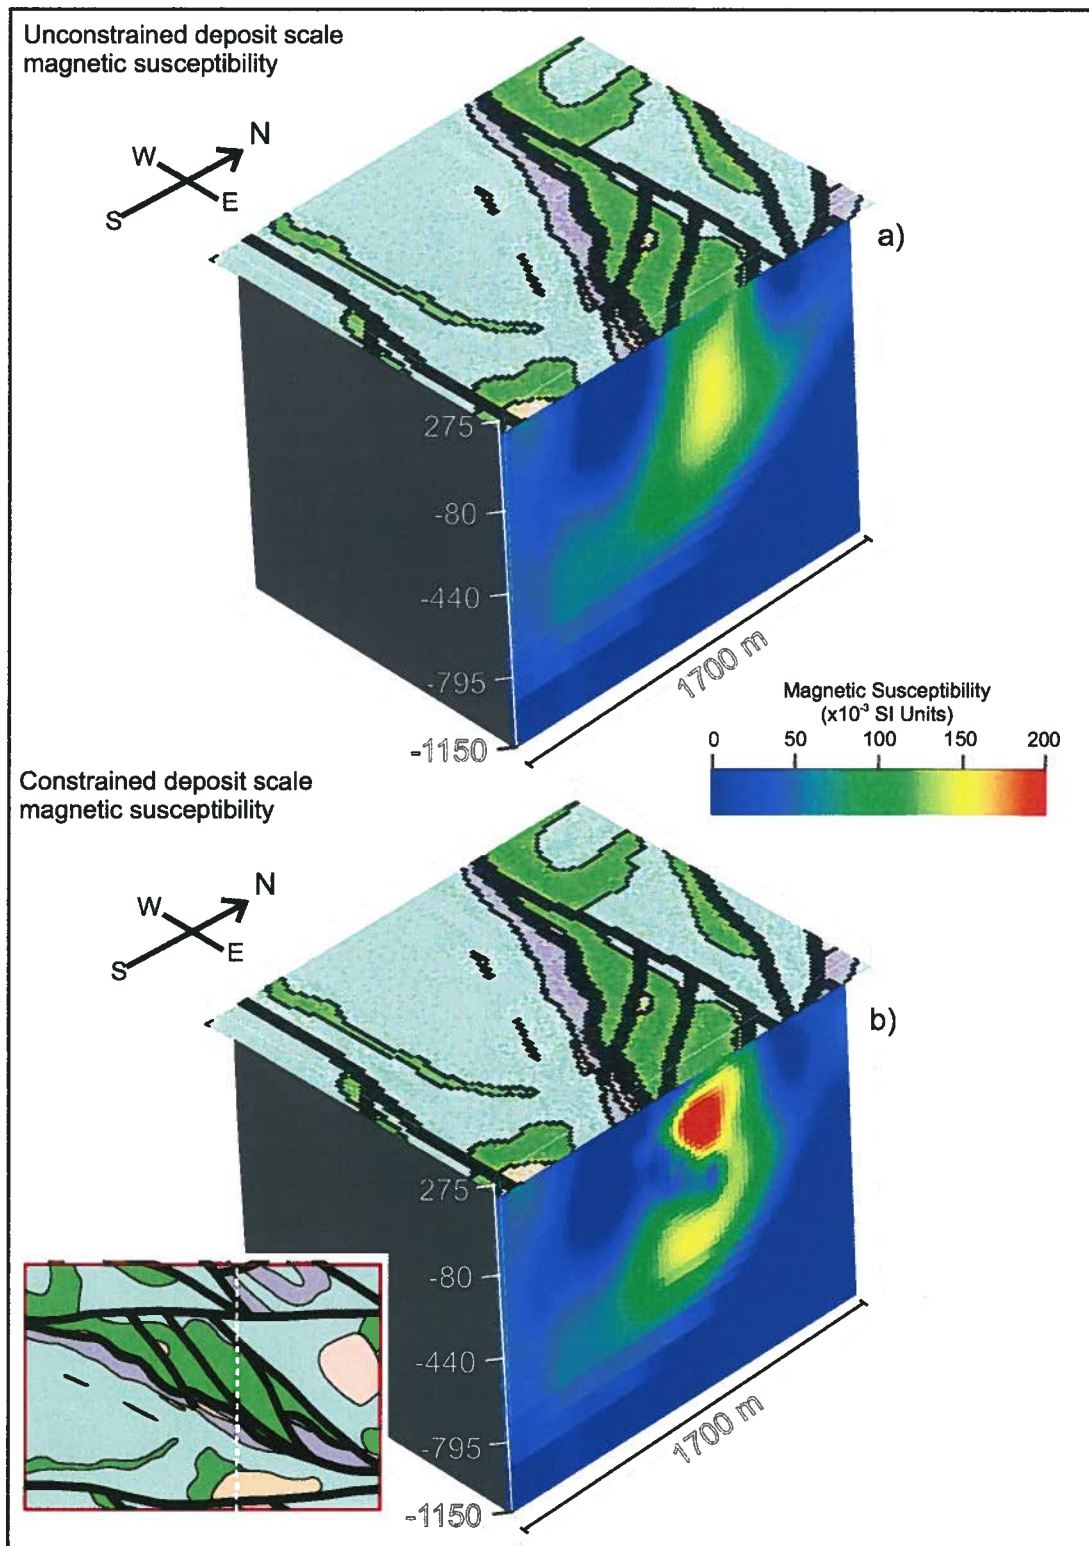 Unconstrained deposit scale
magnetic susceptibility
N
W
E
S
a)
275
-80
-440
-795
-1150
1700 m
Magnetic Susceptibility
(x10⁻³ SI Units)
0 50 100 150 200
Constrained deposit scale
magnetic susceptibility
N
W
E
S
b)
275
-80
-440
-795
-1150
1700 m